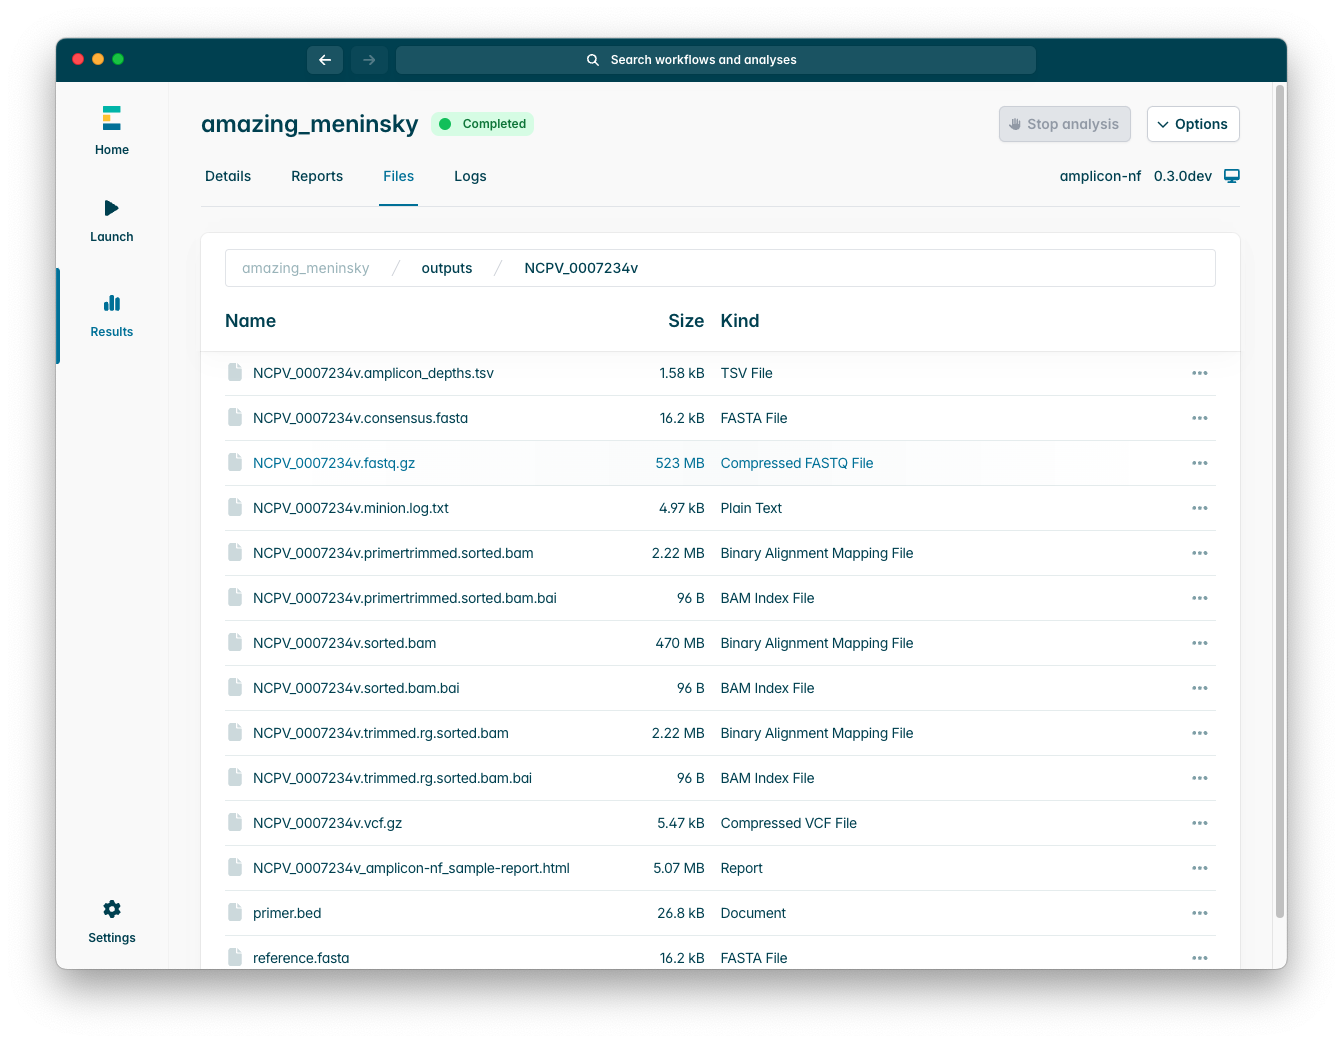 Search workflows and analyses
Home
Launch
Results
Settings
amazing_meninsky
Completed
Stop analysis
Options
Details
Reports
Files
Logs
amplicon-nf 0.3.0dev
amazing_meninsky / outputs / NCPV_0007234v
Name Size Kind
NCPV_0007234v.amplicon_depths.tsv 1.58 kB TSV File
NCPV_0007234v.consensus.fasta 16.2 kB FASTA File
NCPV_0007234v.fastq.gz 523 MB Compressed FASTQ File
NCPV_0007234v.minion.log.txt 4.97 kB Plain Text
NCPV_0007234v.primertrimmed.sorted.bam 2.22 MB Binary Alignment Mapping File
NCPV_0007234v.primertrimmed.sorted.bam.bai 96 B BAM Index File
NCPV_0007234v.sorted.bam 470 MB Binary Alignment Mapping File
NCPV_0007234v.sorted.bam.bai 96 B BAM Index File
NCPV_0007234v.trimmed.rg.sorted.bam 2.22 MB Binary Alignment Mapping File
NCPV_0007234v.trimmed.rg.sorted.bam.bai 96 B BAM Index File
NCPV_0007234v.vcf.gz 5.47 kB Compressed VCF File
NCPV_0007234v_amplicon-nf_sample-report.html 5.07 MB Report
primer.bed 26.8 kB Document
reference.fasta 16.2 kB FASTA File